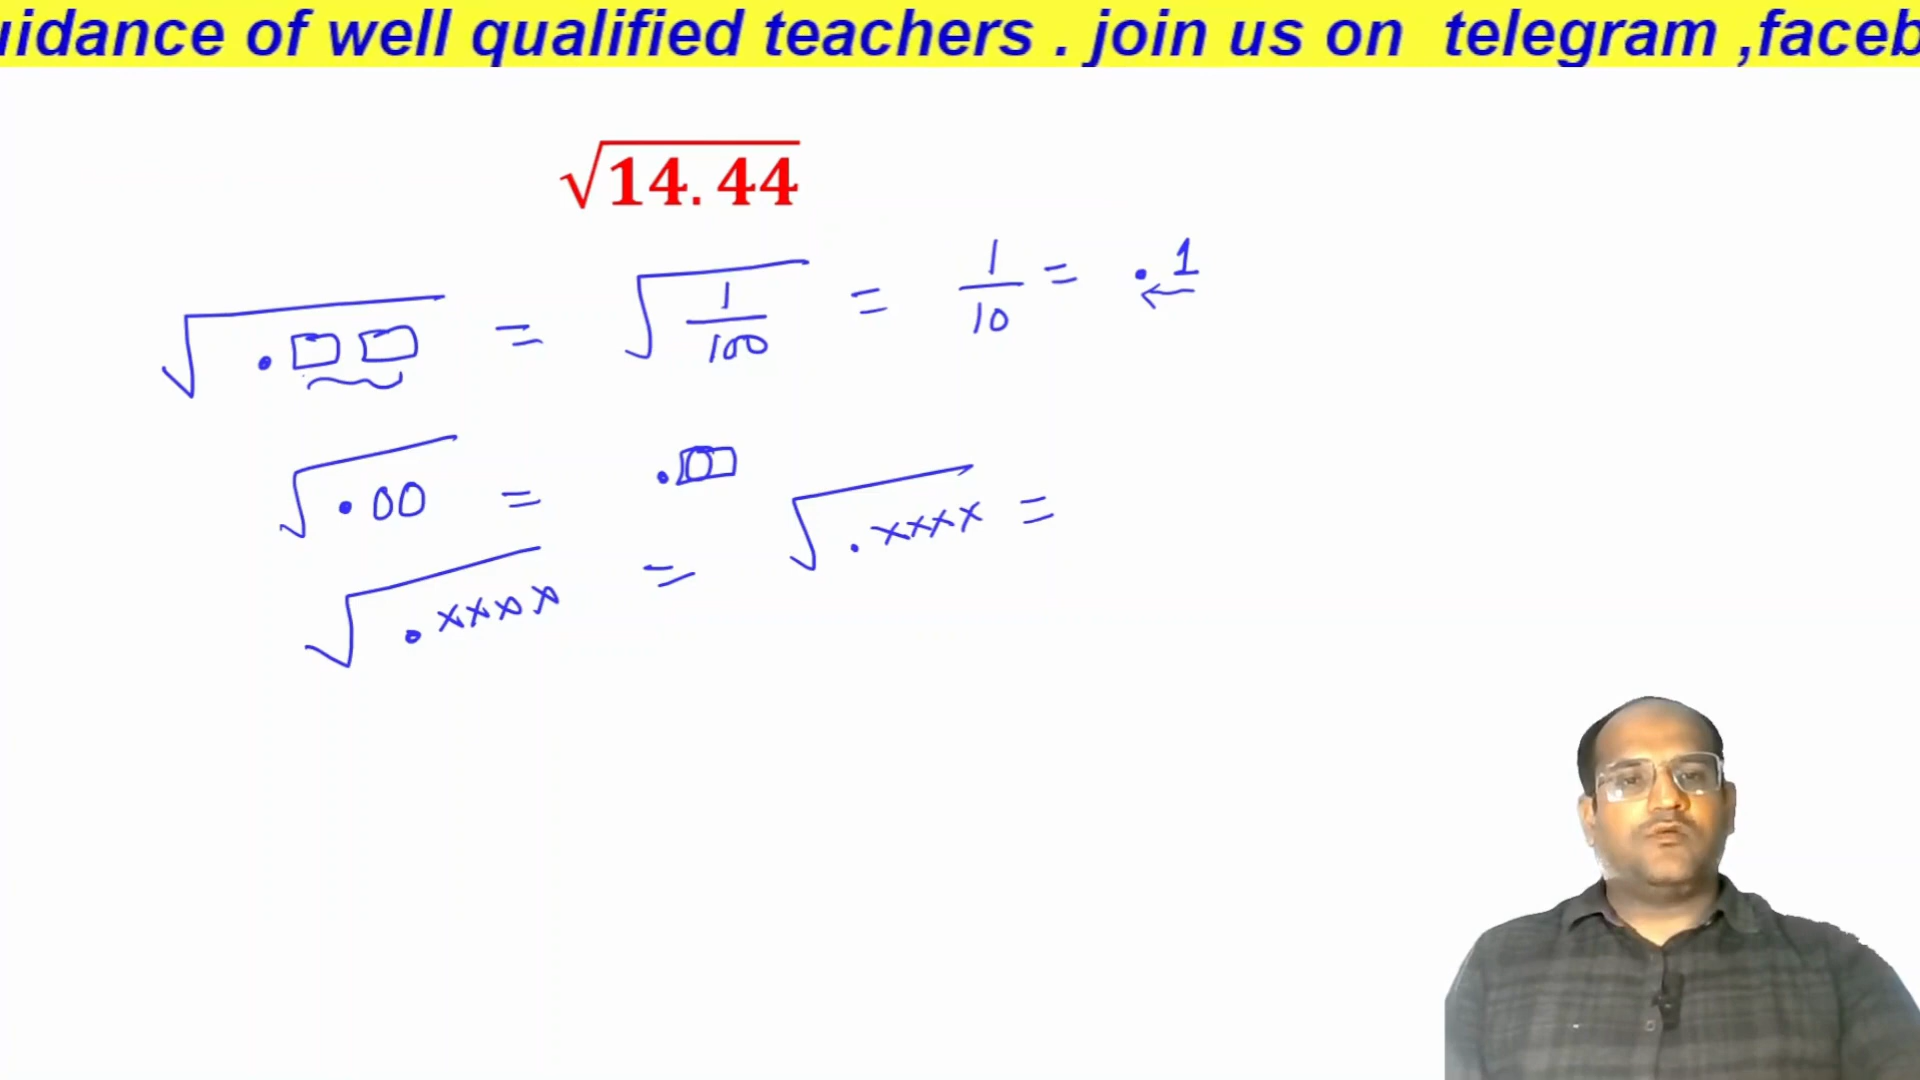 uidance of well qualified teachers . join us on telegram ,faceb
√14.44
√.□□ = √1/100 = 1/10 = .1
√.00 = .□
√.xxxx = √.xxxx =